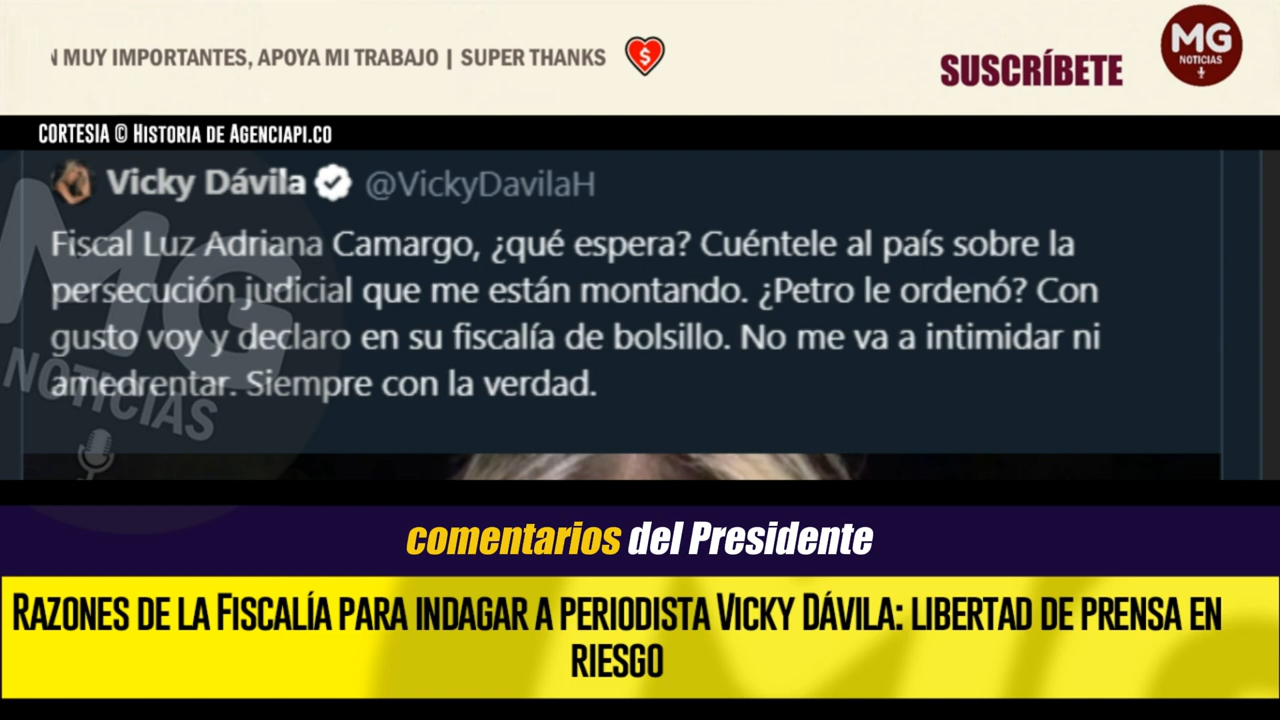 MUY IMPORTANTES, APOYA MI TRABAJO | SUPER THANKS
$
SUSCRÍBETE
MG
NOTICIAS
CORTESIA © HISTORIA DE AGENCIAPI.CO
Vicky Dávila @VickyDavilaH
Fiscal Luz Adriana Camargo, ¿qué espera? Cuéntele al país sobre la
persecución judicial que me están montando. ¿Petro le ordenó? Con
gusto voy y declaro en su fiscalía de bolsillo. No me va a intimidar ni
amedrentar. Siempre con la verdad.
MG
NOTICIAS
comentarios del Presidente
RAZONES DE LA FISCALÍA PARA INDAGAR A PERIODISTA VICKY DÁVILA: LIBERTAD DE PRENSA EN
RIESGO